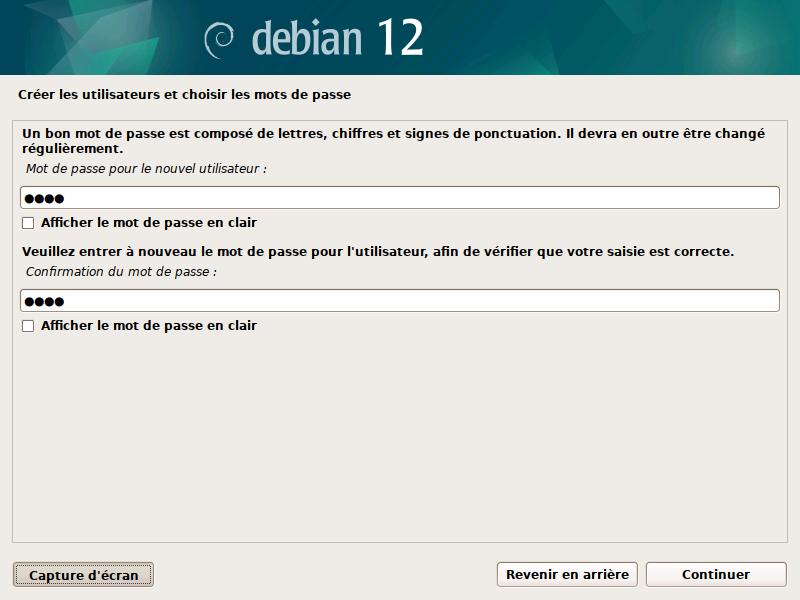 debian 12
Créer les utilisateurs et choisir les mots de passe
Un bon mot de passe est composé de lettres, chiffres et signes de ponctuation. Il devra en outre être changé
régulièrement.
Mot de passe pour le nouvel utilisateur :
●●●●
Afficher le mot de passe en clair
Veuillez entrer à nouveau le mot de passe pour l'utilisateur, afin de vérifier que votre saisie est correcte.
Confirmation du mot de passe :
●●●●
Afficher le mot de passe en clair
Capture d'écran
Revenir en arrière
Continuer